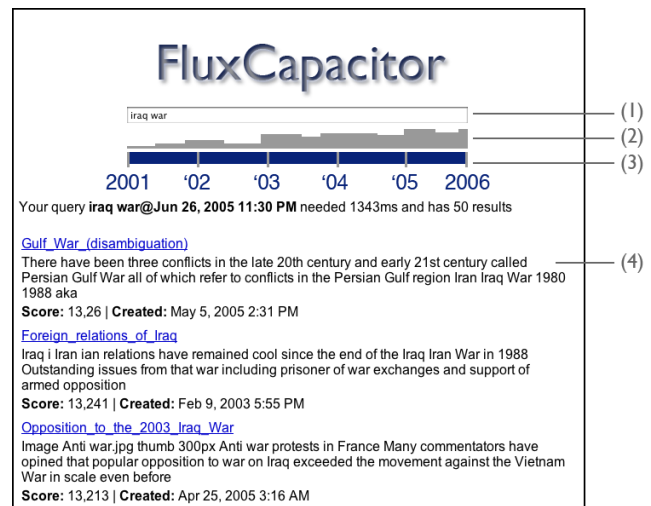 FluxCapacitor
iraq war
(1)
(2)
(3)
2001 '02 '03 '04 '05 2006
Your query iraq war@Jun 26, 2005 11:30 PM needed 1343ms and has 50 results
Gulf_War_(disambiguation)
There have been three conflicts in the late 20th century and early 21st century called
(4)
Persian Gulf War all of which refer to conflicts in the Persian Gulf region Iran Iraq War 1980
1988 aka
Score: 13,26 | Created: May 5, 2005 2:31 PM
Foreign_relations_of_Iraq
Iraq i Iran ian relations have remained cool since the end of the Iraq Iran War in 1988
Outstanding issues from that war including prisoner of war exchanges and support of
armed opposition
Score: 13,241 | Created: Feb 9, 2003 5:55 PM
Opposition_to_the_2003_Iraq_War
Image Anti war.jpg thumb 300px Anti war protests in France Many commentators have
opined that popular opposition to war on Iraq exceeded the movement against the Vietnam
War in scale even before
Score: 13,213 | Created: Apr 25, 2005 3:16 AM